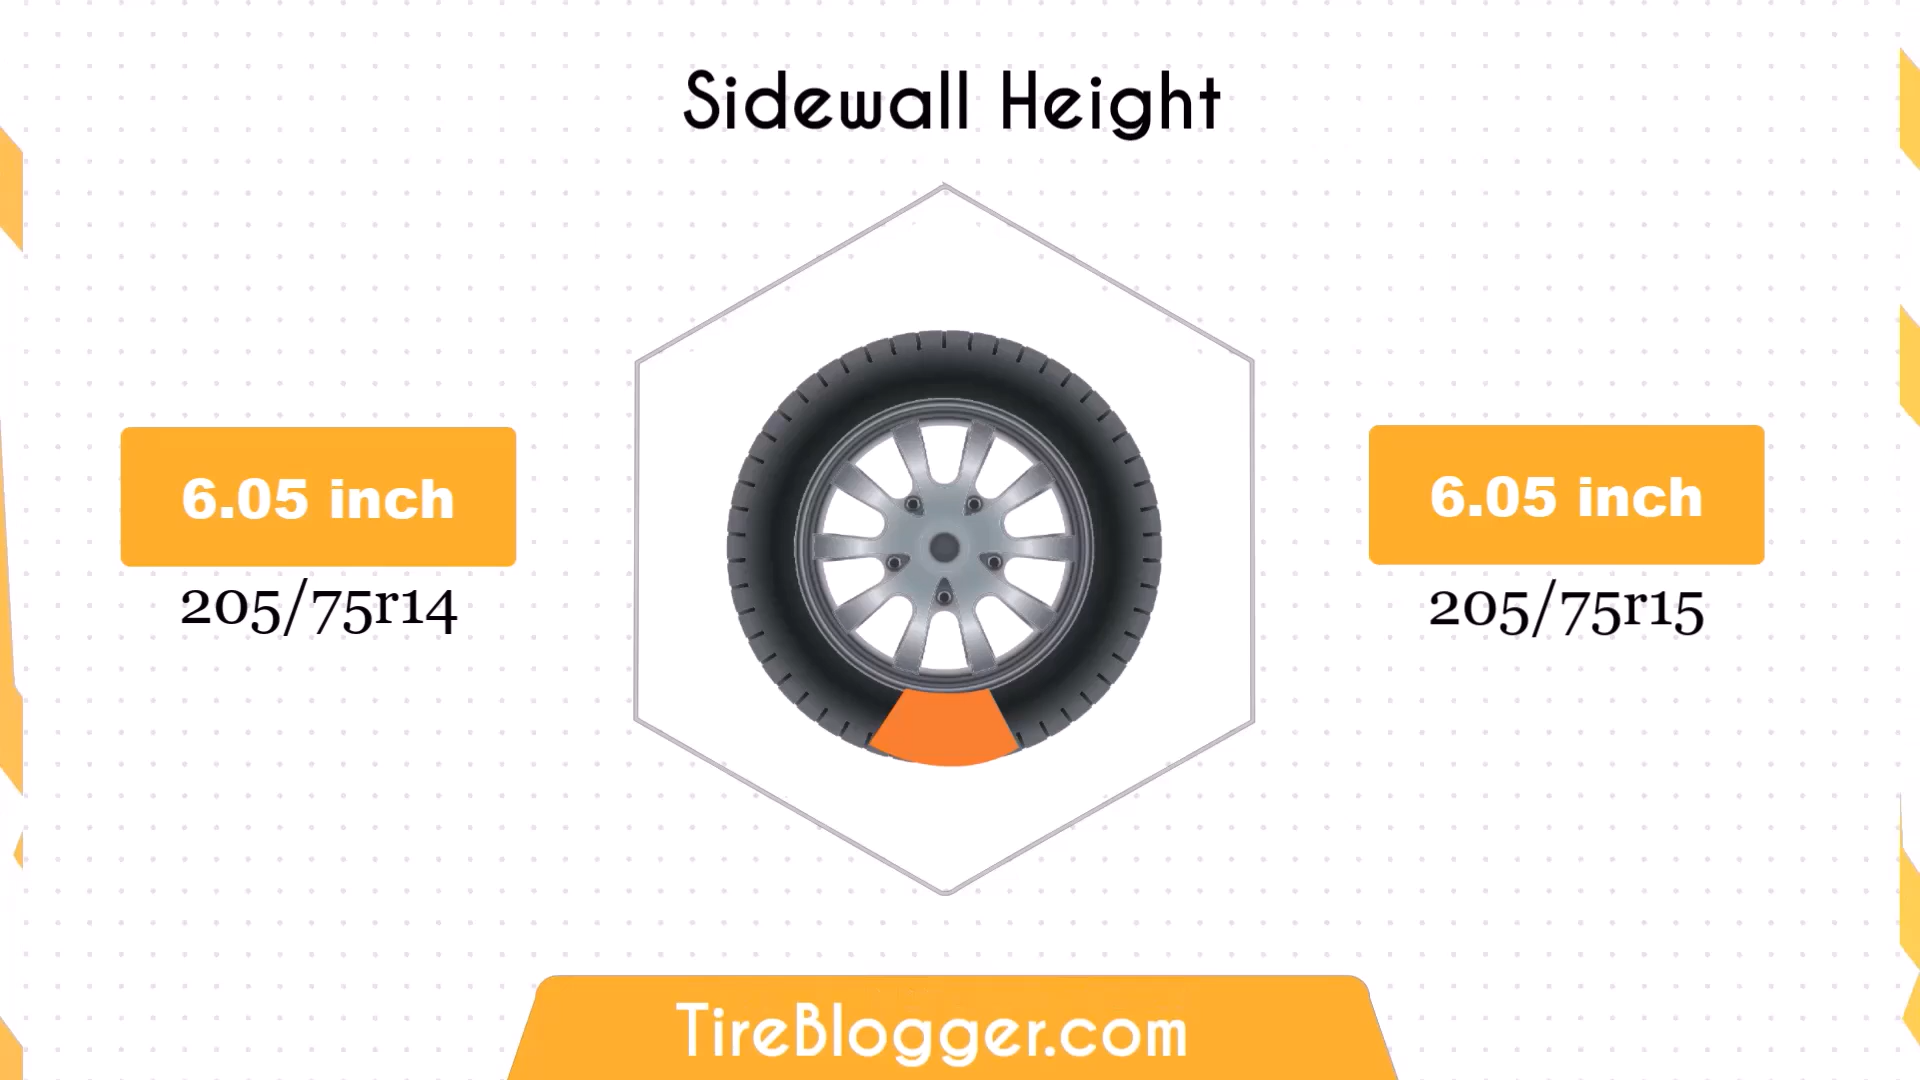 Sidewall Height
6.05 inch
205/75r14
6.05 inch
205/75r15
TireBlogger.com